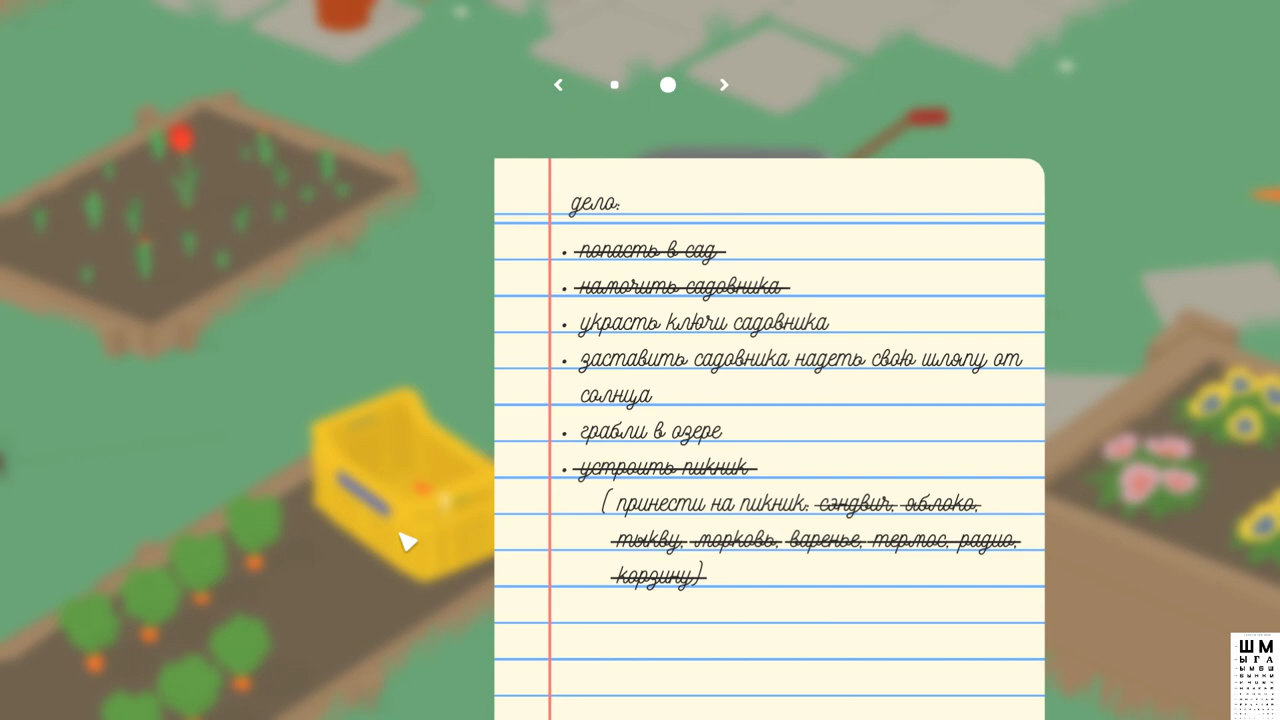 дело:
• попасть в сад
• намочить садовника
• украсть ключи садовника
• заставить садовника надеть свою шляпу от
солнца
• грабли в озере
• устроить пикник
( принести на пикник: сэндвич, яблоко,
тыкву, морковь, варенье, термос, радио,
корзину)
Ш М
Ы Г А